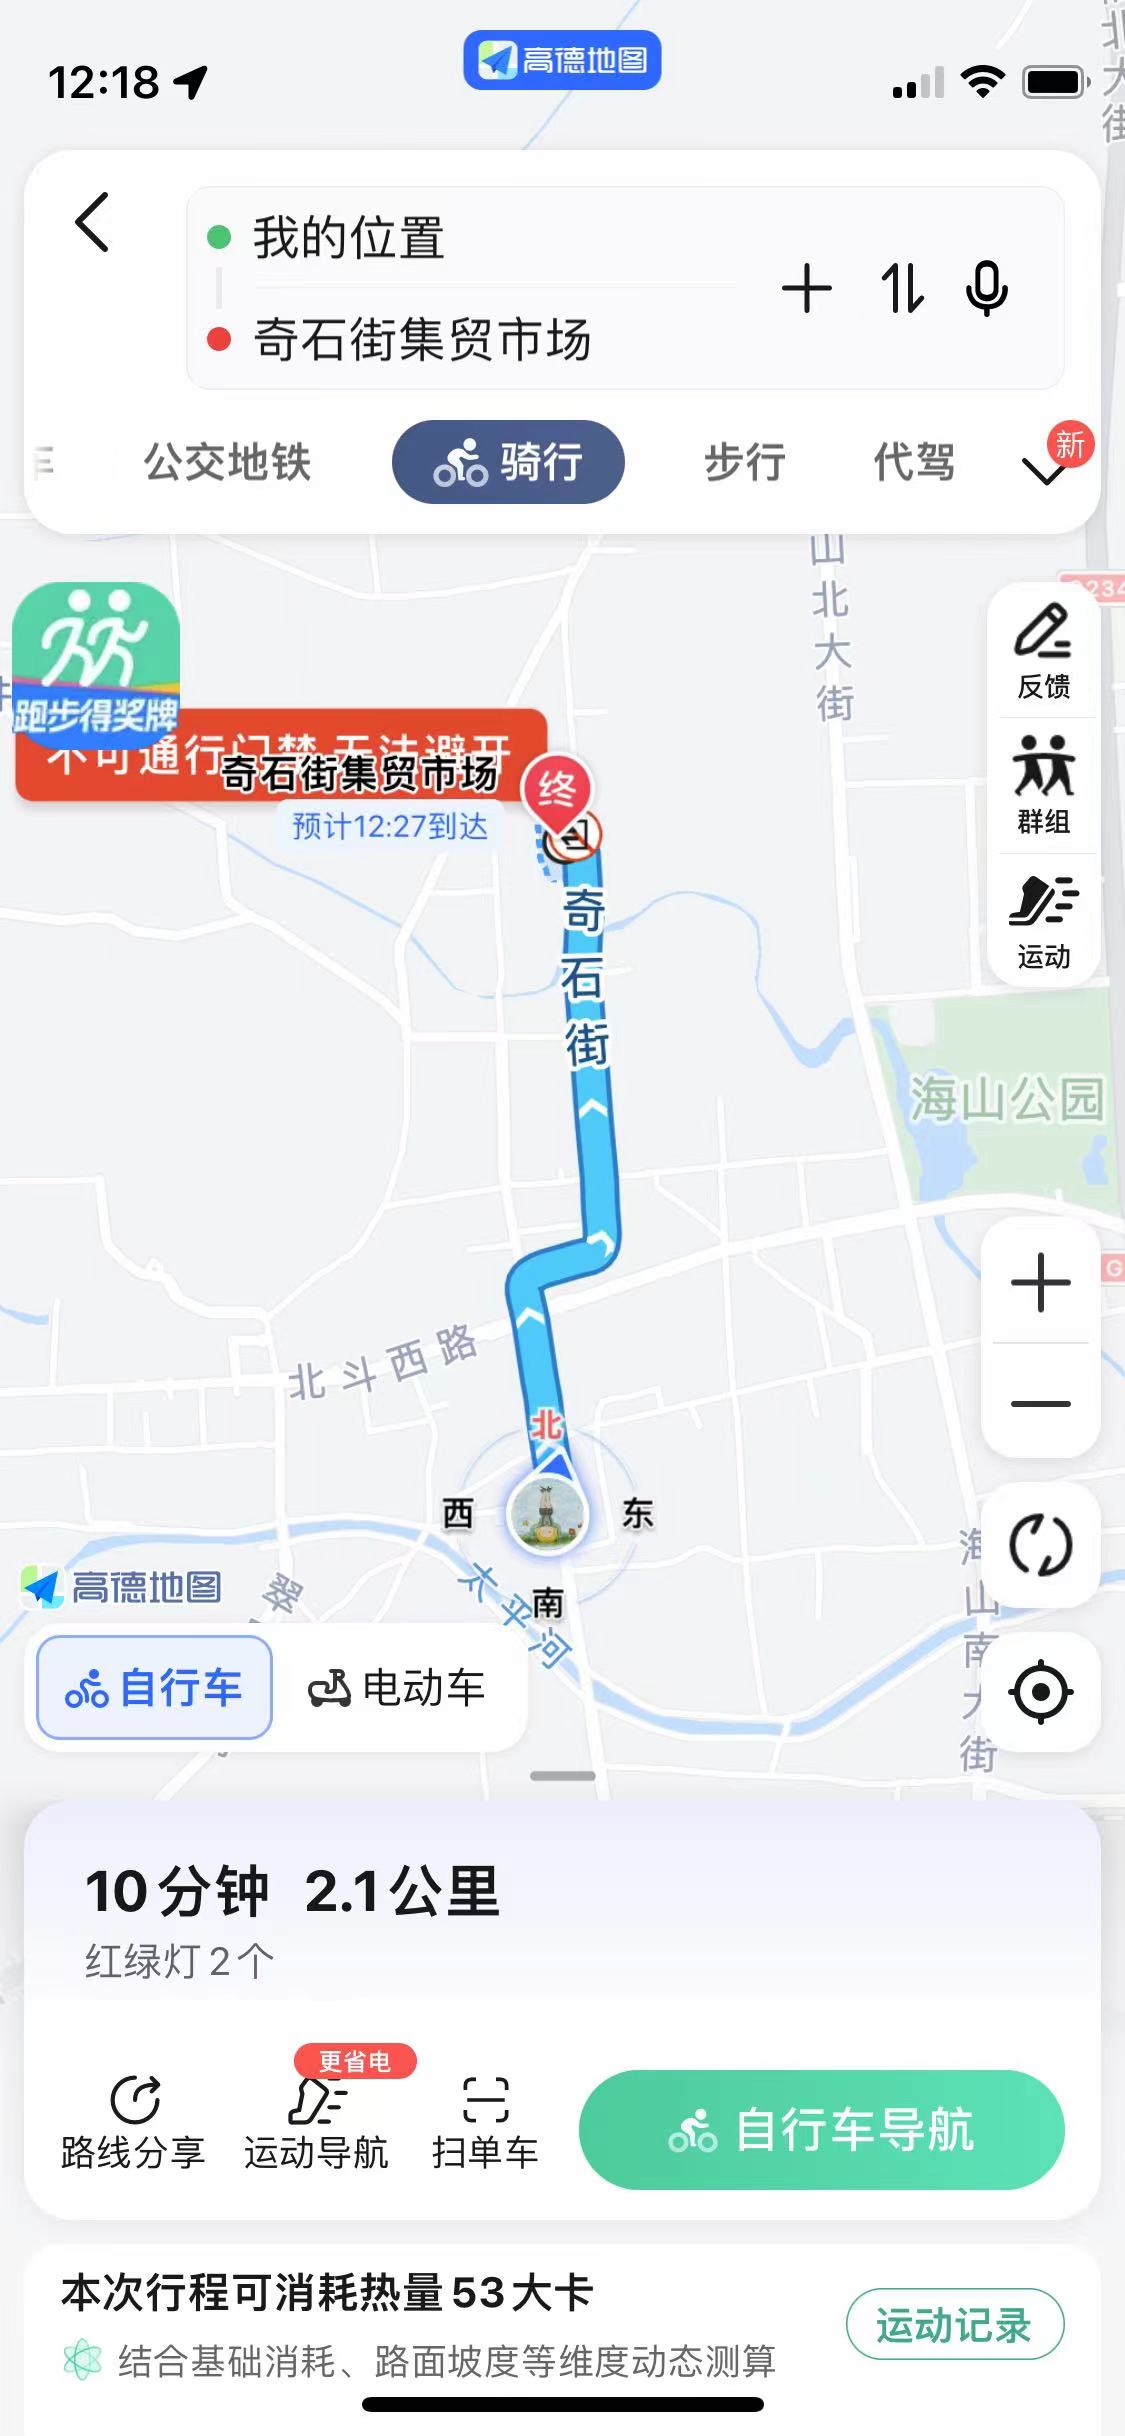 12:18
高德地图
北大街
我的位置
奇石街集贸市场
公交地铁
骑行
步行
代驾
新
山北大街
反馈
群组
运动
跑步得奖牌
不可通行门禁 无法避开
奇石街集贸市场
终
预计12:27到达
奇石街
海山公园
北斗西路
北
西
东
南
太平河
翠
海山南大街
高德地图
自行车
电动车
10分钟 2.1公里
红绿灯2个
更省电
路线分享
运动导航
扫单车
自行车导航
本次行程可消耗热量53大卡
结合基础消耗、路面坡度等维度动态测算
运动记录